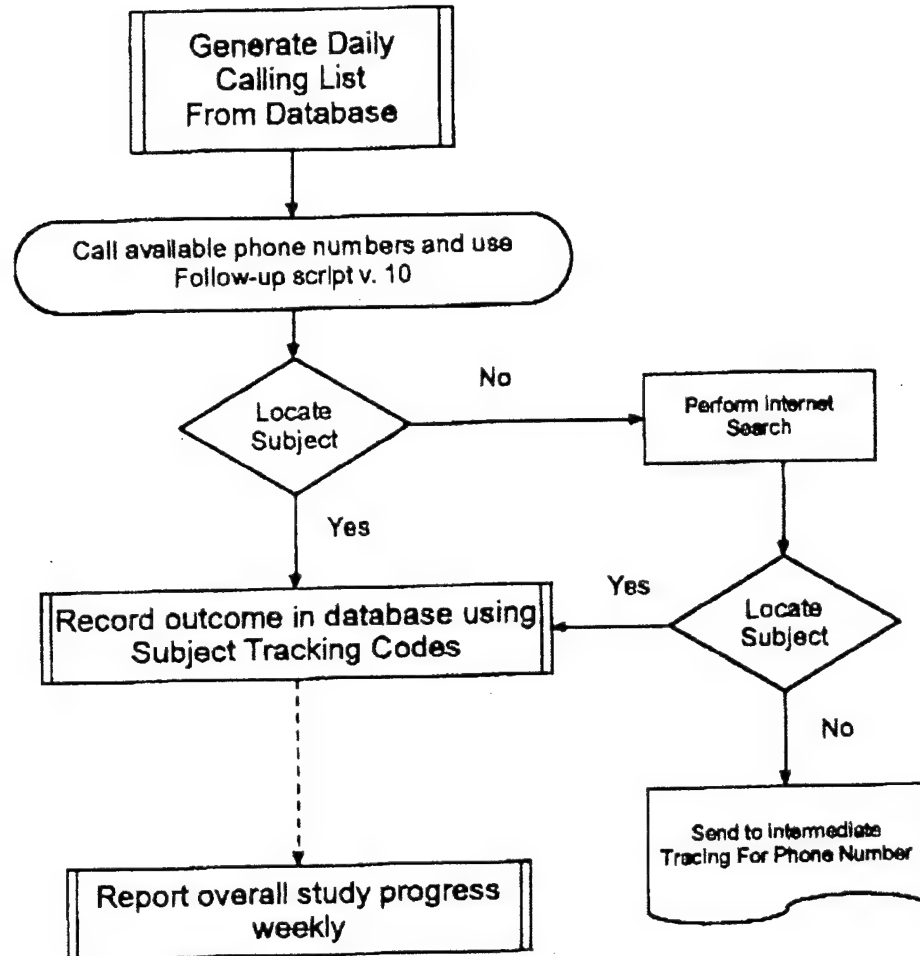 Generate Daily
Calling List
From Database
Call available phone numbers and use
Follow-up script v. 10
Locate
Subject
No
Perform Internet
Search
Yes
Record outcome in database using
Subject Tracking Codes
Yes
Locate
Subject
No
Send to Intermediate
Tracing For Phone Number
Report overall study progress
weekly